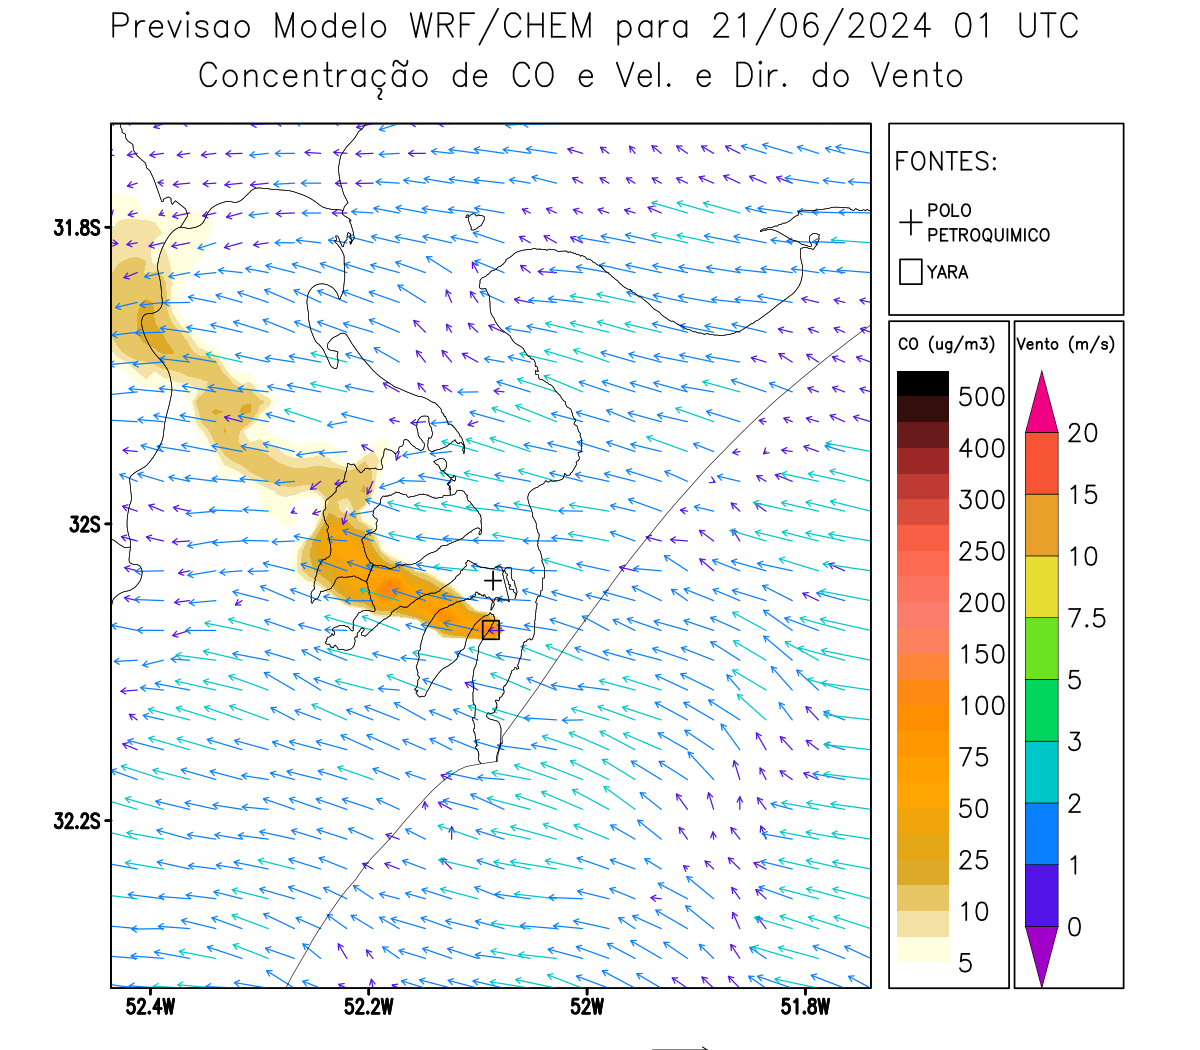 Previsao Modelo WRF/CHEM para 21/06/2024 01 UTC
Concentração de CO e Vel. e Dir. do Vento
FONTES:
POLO
PETROQUIMICO
YARA
CO (ug/m3)
500
400
300
250
200
150
100
75
50
25
10
5
Vento (m/s)
20
15
10
7.5
5
3
2
1
0
31.8S
32S
32.2S
52.4W
52.2W
52W
51.8W